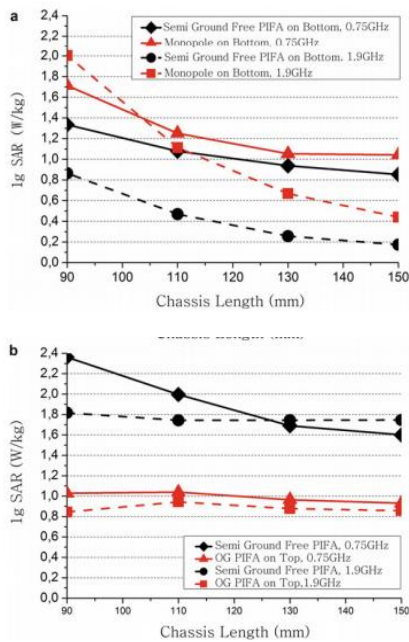 a
Semi Ground Free PIFA on Bottom, 0.75GHz
Monopole on Bottom, 0.75GHz
Semi Ground Free PIFA on Bottom, 1.9GHz
Monopole on Bottom, 1.9GHz
1g SAR (W/kg)
2,4
2,2
2,0
1,8
1,6
1,4
1,2
1,0
0,8
0,6
0,4
0,2
0,0
90 100 110 120 130 140 150
Chassis Length (mm)
b
1g SAR (W/kg)
2,4
2,2
2,0
1,8
1,6
1,4
1,2
1,0
0,8
0,6
0,4
0,2
0,0
Semi Ground Free PIFA, 0,75GHz
OG PIFA on Top, 0.75GHz
Semi Ground Free PIFA, 1.9GHz
OG PIFA on Top,1.9GHz
90 100 110 120 130 140 150
Chassis Length (mm)